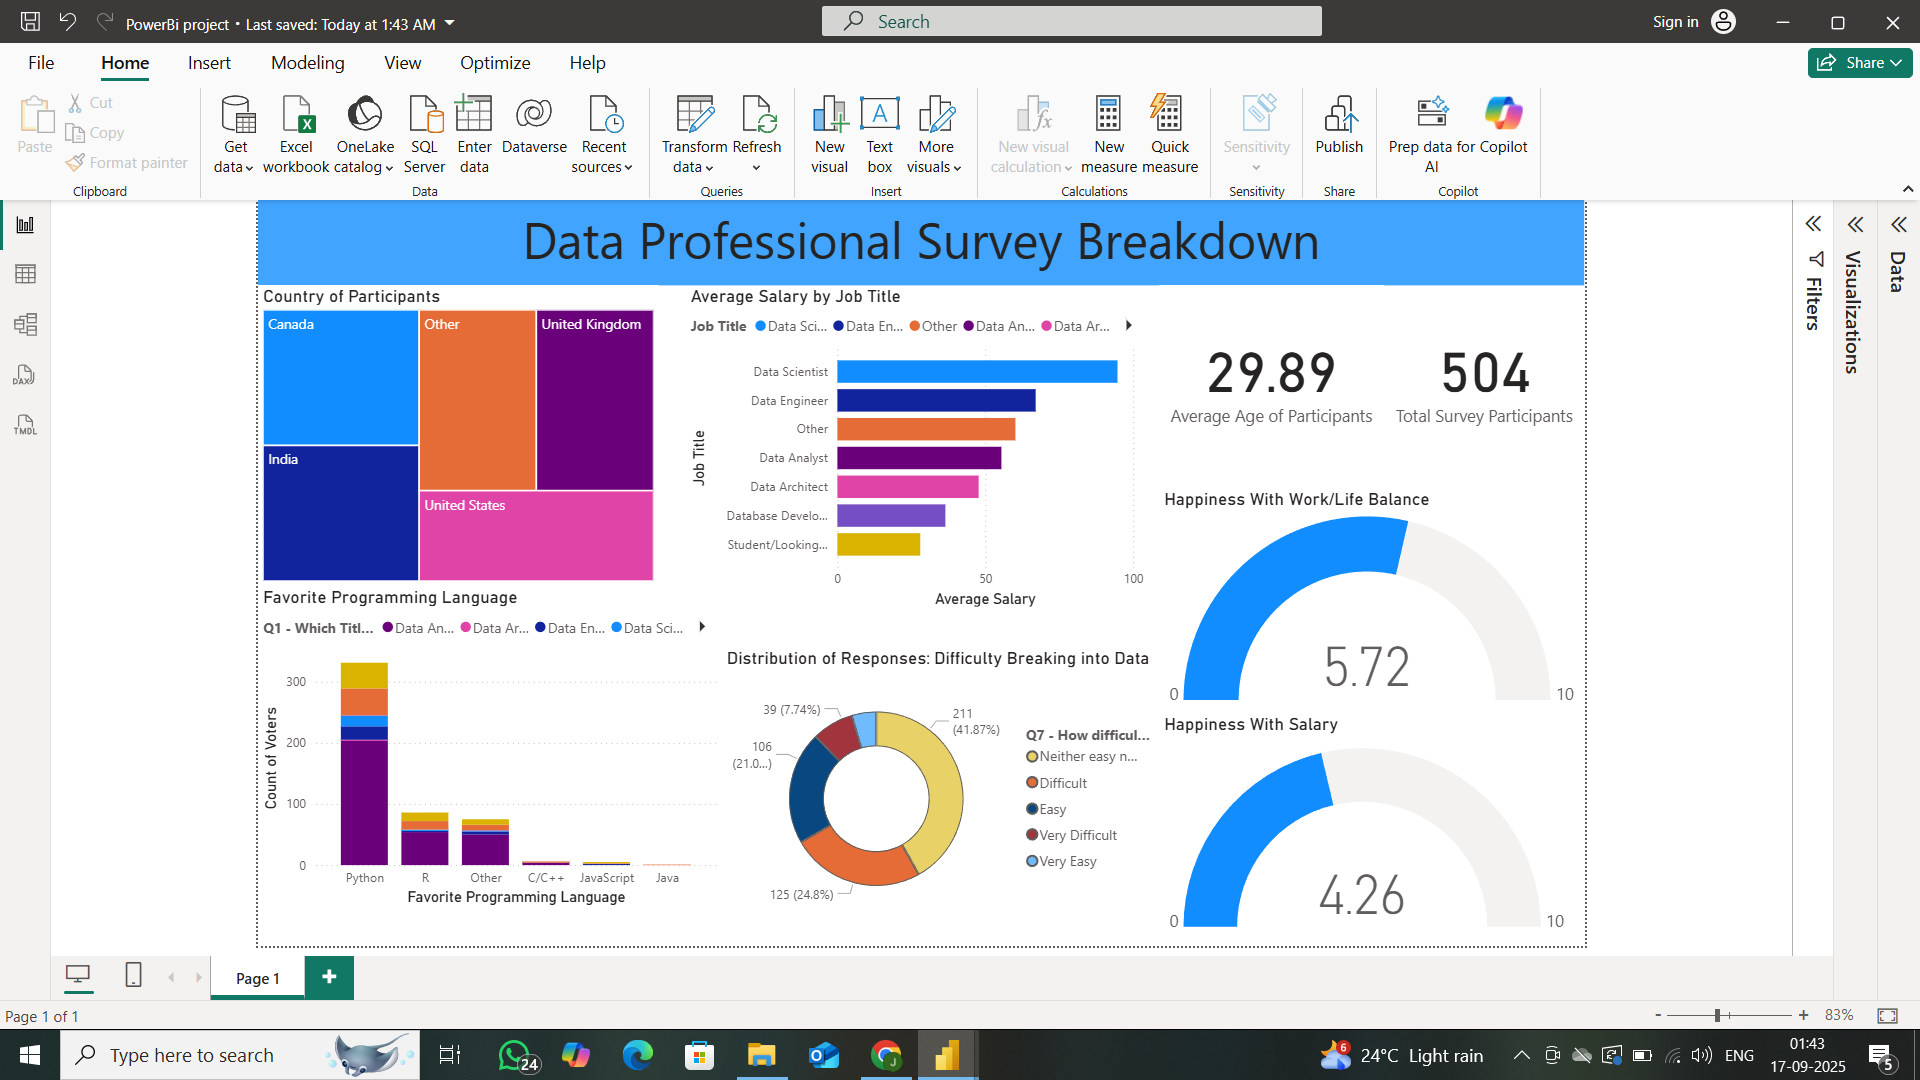 PowerBi project • Last saved: Today at 1:43 AM
Search
Sign in
File
Home
Insert
Modeling
View
Optimize
Help
Share
Paste
Cut
Copy
Format painter
Clipboard
Get data
Excel workbook
OneLake catalog
SQL Server
Enter data
Dataverse
Recent sources
Data
Transform data
Refresh
Queries
New visual
Text box
More visuals
Insert
New visual calculation
New measure
Quick measure
Calculations
Sensitivity
Sensitivity
Publish
Share
Prep data for AI
Copilot
Copilot
DAX
TMDL
Data Professional Survey Breakdown
Country of Participants
Canada
Other
United Kingdom
India
United States
Average Salary by Job Title
Job Title
Data Sci...
Data En...
Other
Data An...
Data Ar...
Job Title
Data Scientist
Data Engineer
Other
Data Analyst
Data Architect
Database Develo...
Student/Looking...
0
50
100
Average Salary
29.89
Average Age of Participants
504
Total Survey Participants
Happiness With Work/Life Balance
5.72
0
10
Happiness With Salary
4.26
0
10
Favorite Programming Language
Q1 - Which Titl...
Data An...
Data Ar...
Data En...
Data Sci...
Count of Voters
300
200
100
0
Python
R
Other
C/C++
JavaScript
Java
Favorite Programming Language
Distribution of Responses: Difficulty Breaking into Data
39 (7.74%)
211
(41.87%)
106
(21.0...)
125 (24.8%)
Q7 - How difficul...
Neither easy n...
Difficult
Easy
Very Difficult
Very Easy
Filters
Visualizations
Data
Page 1
Page 1 of 1
83%
Type here to search
24
6
24°C Light rain
ENG
01:43
17-09-2025
5